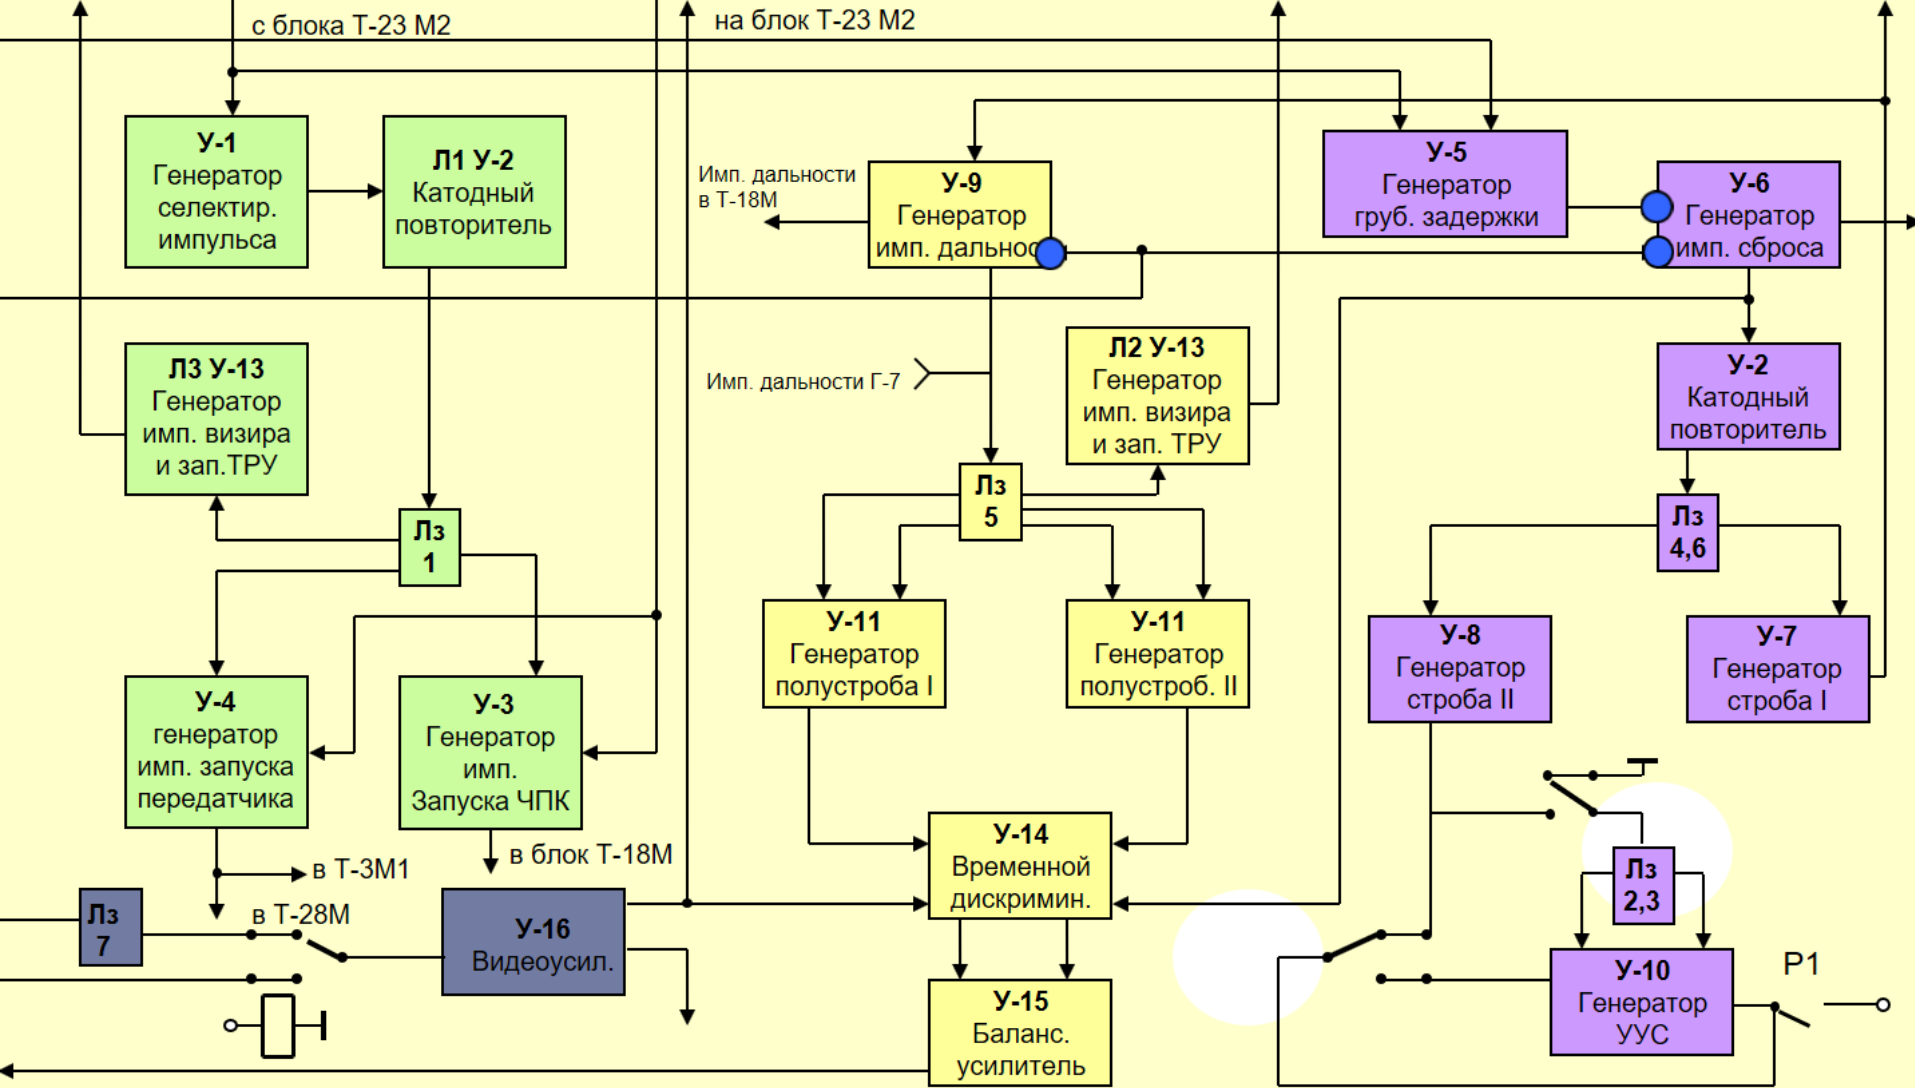 с блока Т-23 М2
на блок Т-23 М2
У-1
Генератор
селектир.
импульса
Л1 У-2
Катодный
повторитель
Имп. дальности
в Т-18М
У-9
Генератор
имп. дальнос
У-5
Генератор
груб. задержки
У-6
Генератор
имп. сброса
Л3 У-13
Генератор
имп. визира
и зап.ТРУ
Имп. дальности Г-7
Л2 У-13
Генератор
имп. визира
и зап. ТРУ
У-2
Катодный
повторитель
Лз
1
Лз
5
Лз
4,6
У-11
Генератор
полустроба I
У-11
Генератор
полустроб. II
У-8
Генератор
строба II
У-7
Генератор
строба I
У-4
генератор
имп. запуска
передатчика
У-3
Генератор
имп.
Запуска ЧПК
в блок Т-18М
в Т-3М1
в Т-28М
Лз
7
У-16
Видеоусил.
У-14
Временной
дискримин.
У-15
Баланс.
усилитель
Лз
2,3
У-10
Генератор
УУС
Р1